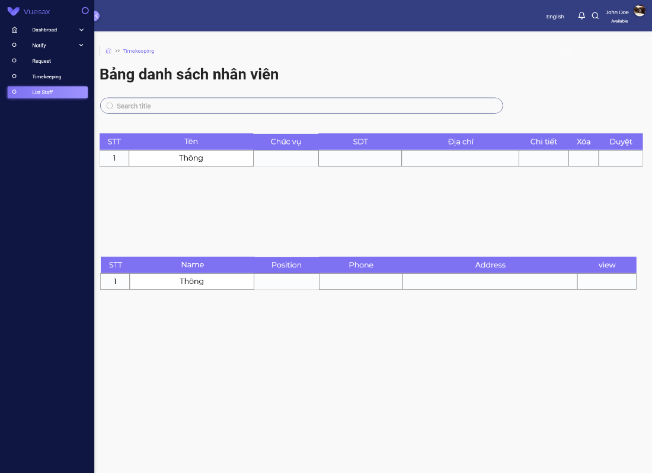 Vuesax
English
John Doe
Available
Dashbroad
Notify
Request
Timekeeping
List Staff
>> Timekeeping
Bảng danh sách nhân viên
Search title
STT Tên Chức vụ SDT Địa chỉ Chi tiết Xóa Duyệt
1 Thông
STT Name Position Phone Address view
1 Thông